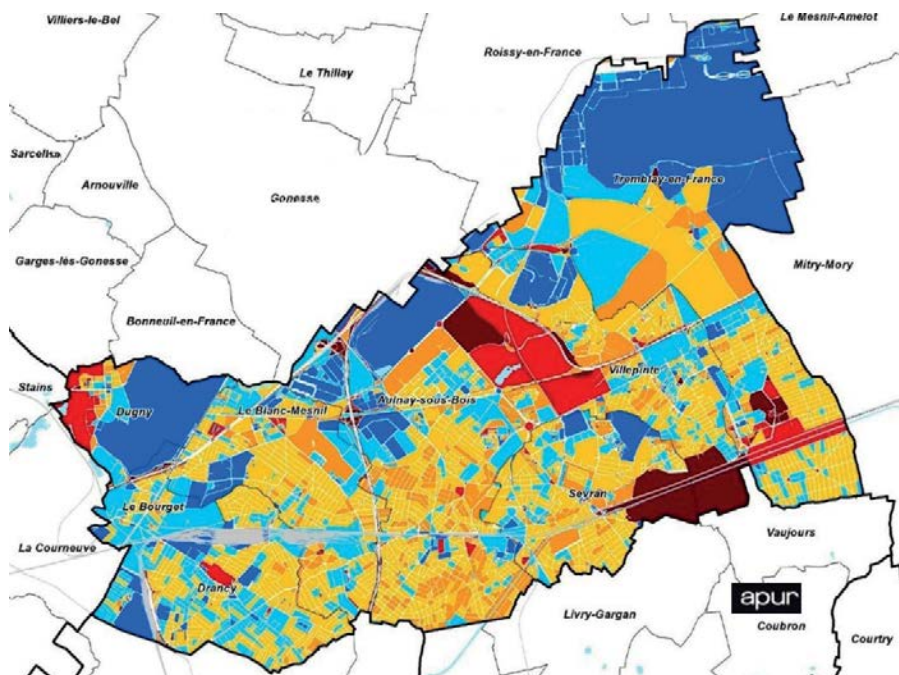 Villiers-le-Bel
Le Mesnil-Amelot
Roissy-en-France
Le Thillay
Sarcelles
Arnouville
Tremblay-en-France
Gonesse
Garges-lès-Gonesse
Mitry-Mory
Bonneuil-en-France
Stains
Villepinte
Dugny
Le Blanc-Mesnil
Aulnay-sous-Bois
Sevran
Le Bourget
Vaujours
La Courneuve
Drancy
apur
Livry-Gargan
Coubron
Courtry